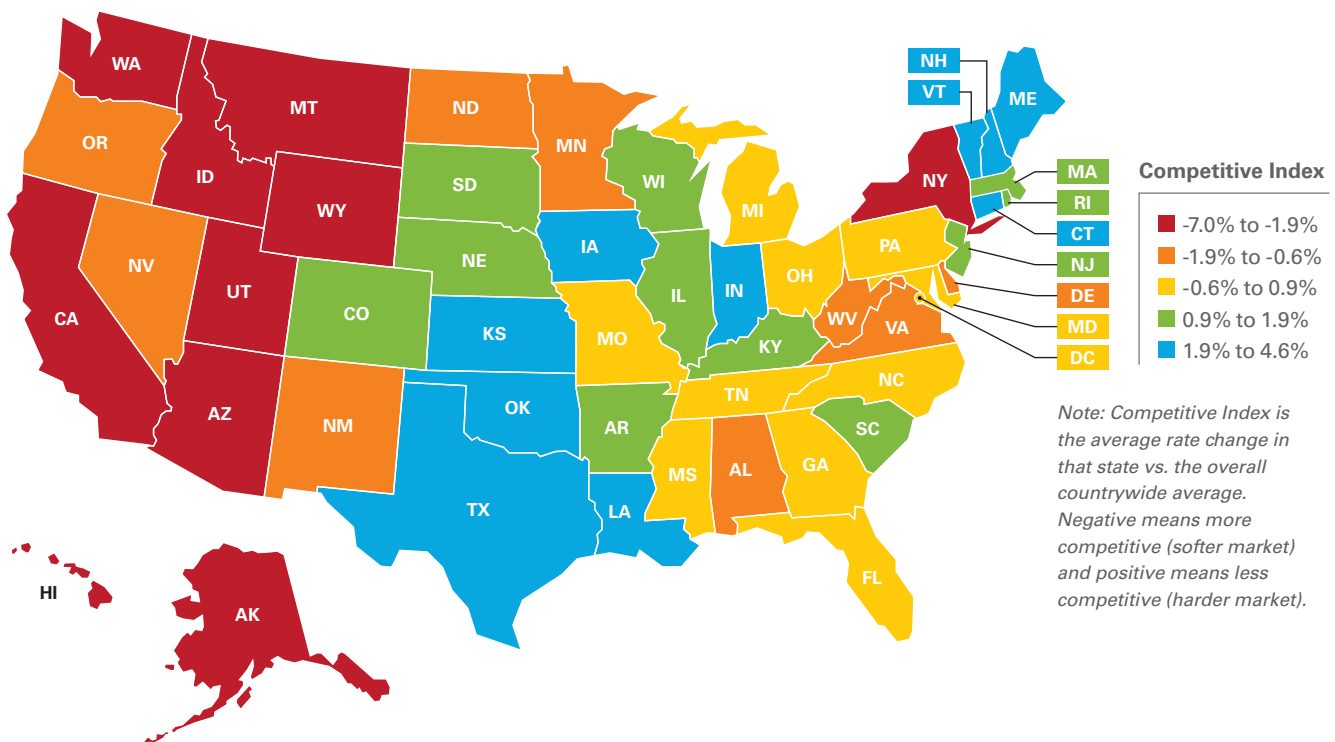 WA
MT
ND
MN
OR
ID
SD
WI
MI
NH
VT
ME
NY
MA
RI
CT
NJ
DE
MD
DC
WY
NV
UT
CA
CO
NE
IA
IL
IN
OH
PA
WV
VA
KS
MO
KY
AZ
NM
OK
AR
TN
NC
SC
MS
AL
GA
TX
LA
FL
HI
AK
Competitive Index
-7.0% to -1.9%
-1.9% to -0.6%
-0.6% to 0.9%
0.9% to 1.9%
1.9% to 4.6%
Note: Competitive Index is
the average rate change in
that state vs. the overall
countrywide average.
Negative means more
competitive (softer market)
and positive means less
competitive (harder market).